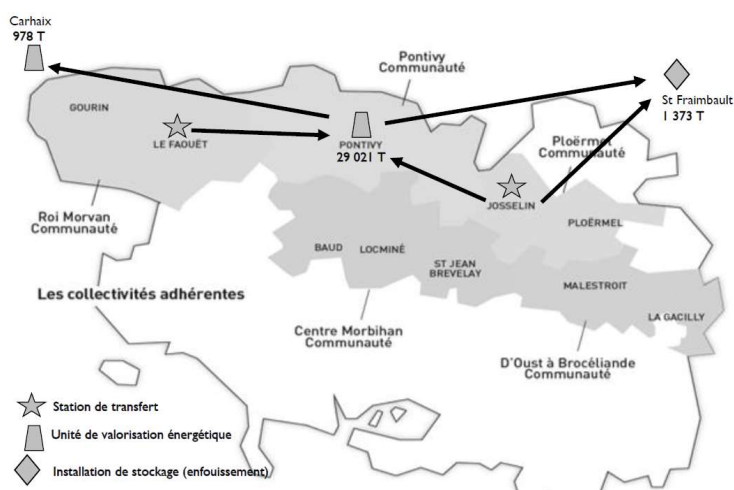 Carhaix
978 T
Pontivy
Communauté
St Fraimbault
1 373 T
GOURIN
LE FAOUËT
PONTIVY
29 021 T
Ploërmel
Communauté
JOSSELIN
PLOËRMEL
Roi Morvan
Communauté
BAUD
LOCMINÉ
ST JEAN
BREVELAY
MALESTROIT
LA GACILLY
Les collectivités adhérentes
Centre Morbihan
Communauté
D'Oust à Brocéliande
Communauté
Station de transfert
Unité de valorisation énergétique
Installation de stockage (enfouissement)